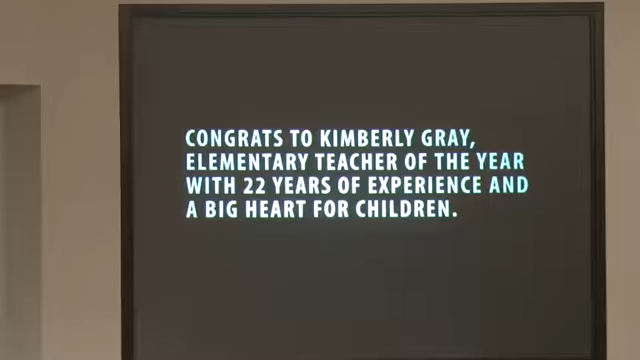 CONGRATS TO KIMBERLY GRAY,
ELEMENTARY TEACHER OF THE YEAR
WITH 22 YEARS OF EXPERIENCE AND
A BIG HEART FOR CHILDREN.